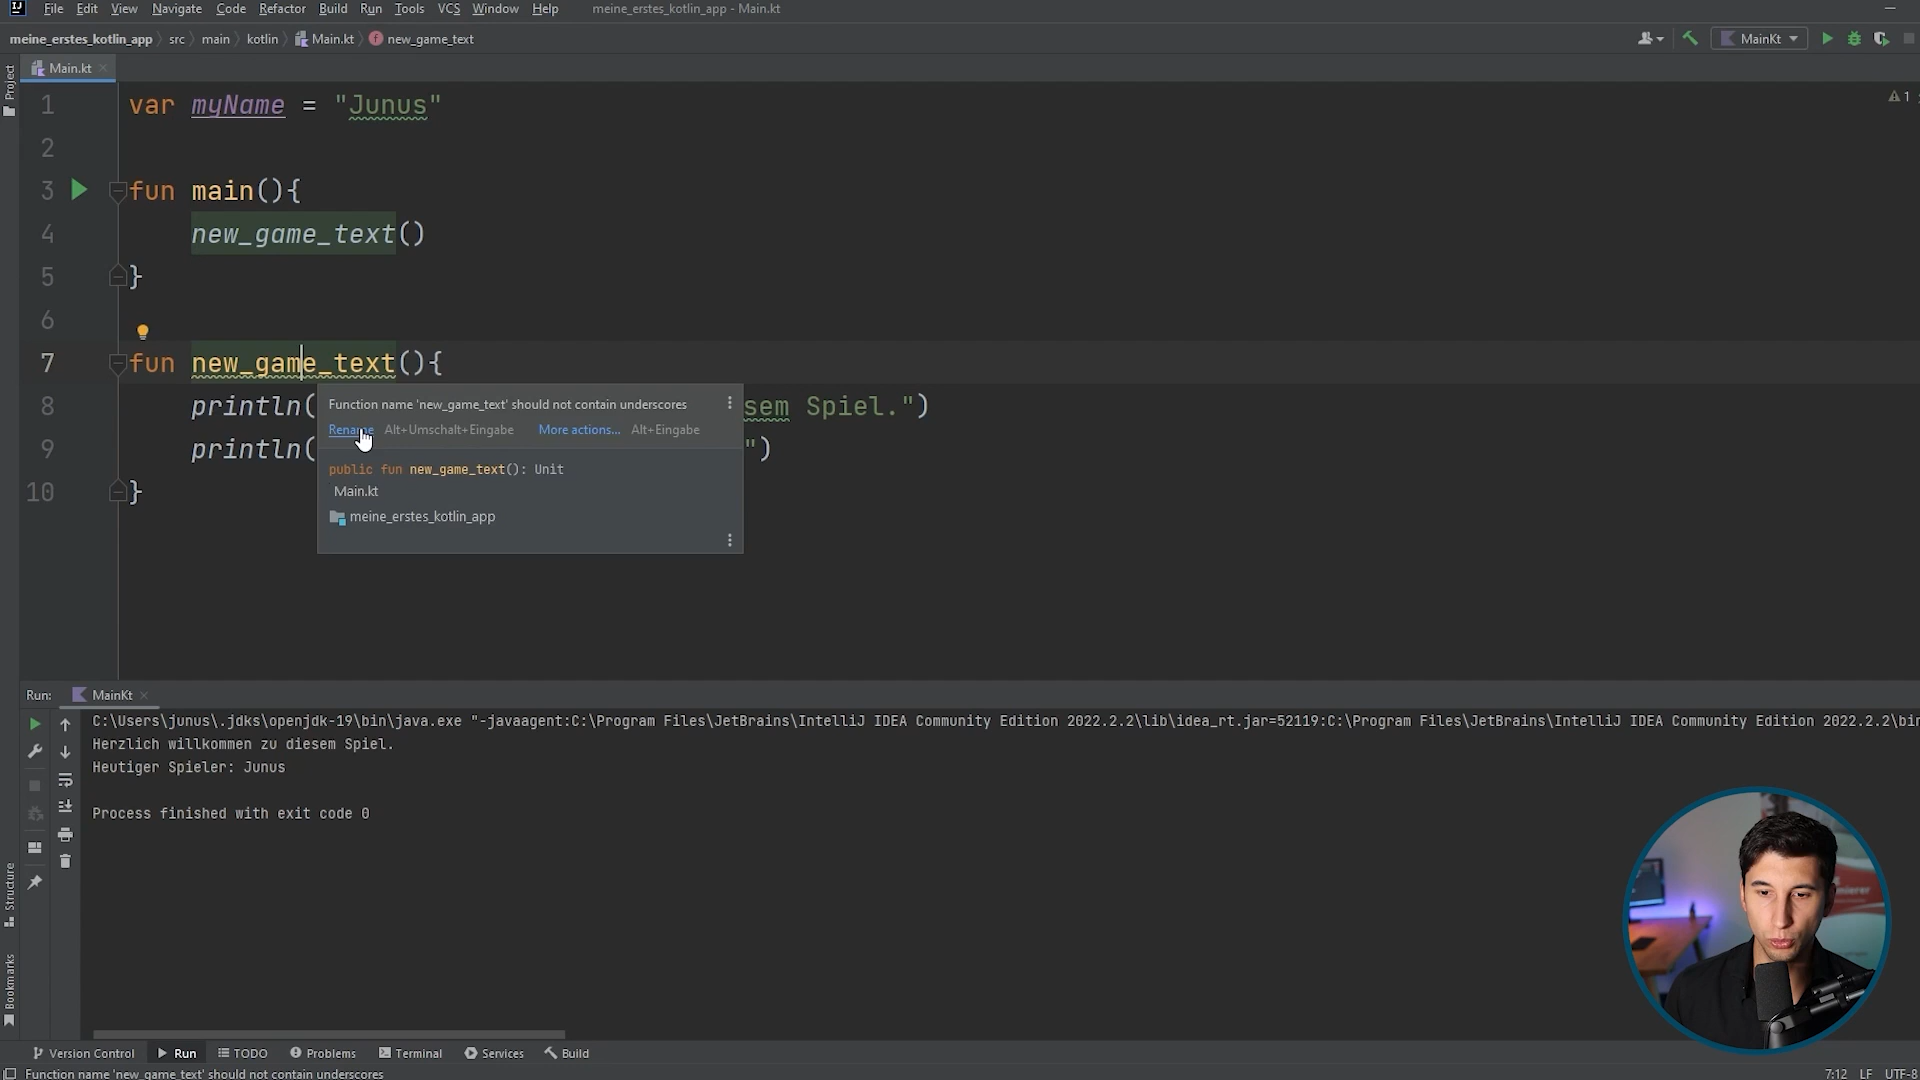 File Edit View Navigate Code Refactor Build Run Tools VCS Window Help meine_erstes_kotlin_app - Main.kt
meine_erstes_kotlin_app src main kotlin Main.kt new_game_text MainKt
Project
Main.kt
1 var myName = "Junus"
1
2
3 fun main(){
4 new_game_text()
5 }
6
7 fun new_game_text(){
8 println( sem Spiel.")
9 println( ")
10 }
Function name 'new_game_text' should not contain underscores
Rename Alt+Umschalt+Eingabe More actions... Alt+Eingabe
public fun new_game_text(): Unit
Main.kt
meine_erstes_kotlin_app
Run: MainKt
C:\Users\junus\.jdks\openjdk-19\bin\java.exe "-javaagent:C:\Program Files\JetBrains\IntelliJ IDEA Community Edition 2022.2.2\lib\idea_rt.jar=52119:C:\Program Files\JetBrains\IntelliJ IDEA Community Edition 2022.2.2\bin
Herzlich willkommen zu diesem Spiel.
Heutiger Spieler: Junus
Process finished with exit code 0
Structure
Bookmarks
Version Control Run TODO Problems Terminal Services Build
Function name 'new_game_text' should not contain underscores 7:12 LF UTF-8